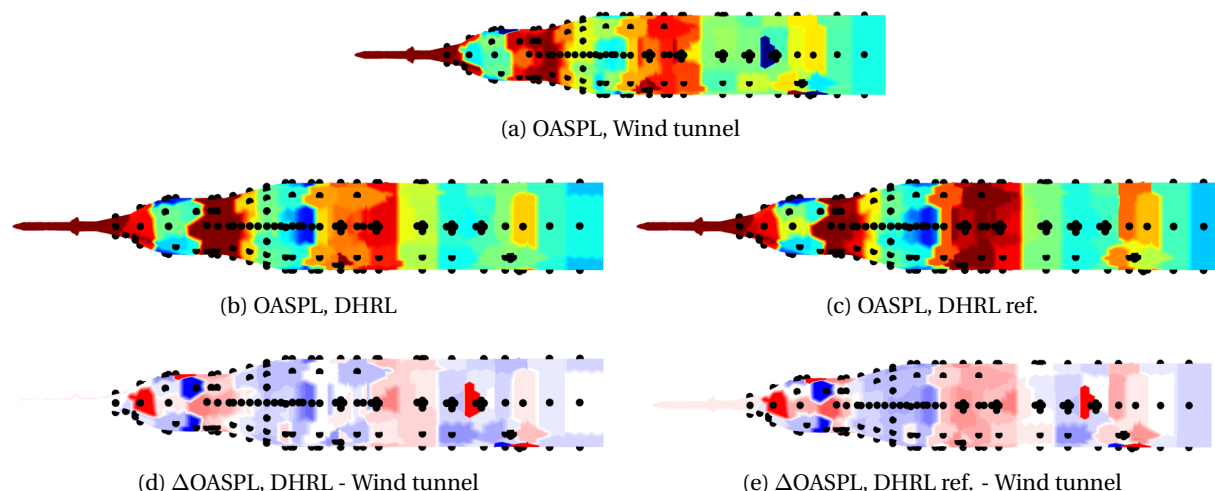 (a) OASPL, Wind tunnel
(b) OASPL, DHRL
(c) OASPL, DHRL ref.
(d) ΔOASPL, DHRL - Wind tunnel
(e) ΔOASPL, DHRL ref. - Wind tunnel